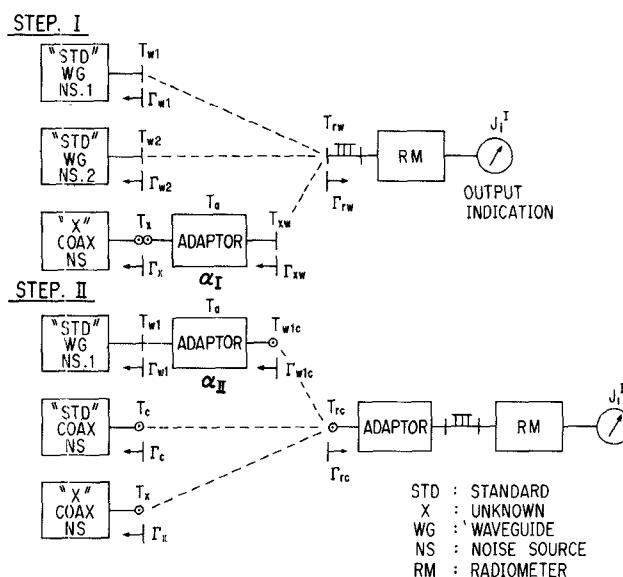 STEP. I
"STD"
WG
NS.1
Tw1
Γw1
"STD"
WG
NS.2
Tw2
Γw2
"X"
COAX
NS
Tx
Γx
Ta
ADAPTOR
αI
Txw
Γxw
Trw
Γrw
RM
JiI
OUTPUT
INDICATION
STEP. II
"STD"
WG
NS.1
Tw1
Γw1
Ta
ADAPTOR
αII
Tw1c
Γw1c
"STD"
COAX
NS
Tc
Γc
"X"
COAX
NS
Tx
Γx
Trc
Γrc
ADAPTOR
RM
STD : STANDARD
X : UNKNOWN
WG : WAVEGUIDE
NS : NOISE SOURCE
RM : RADIOMETER